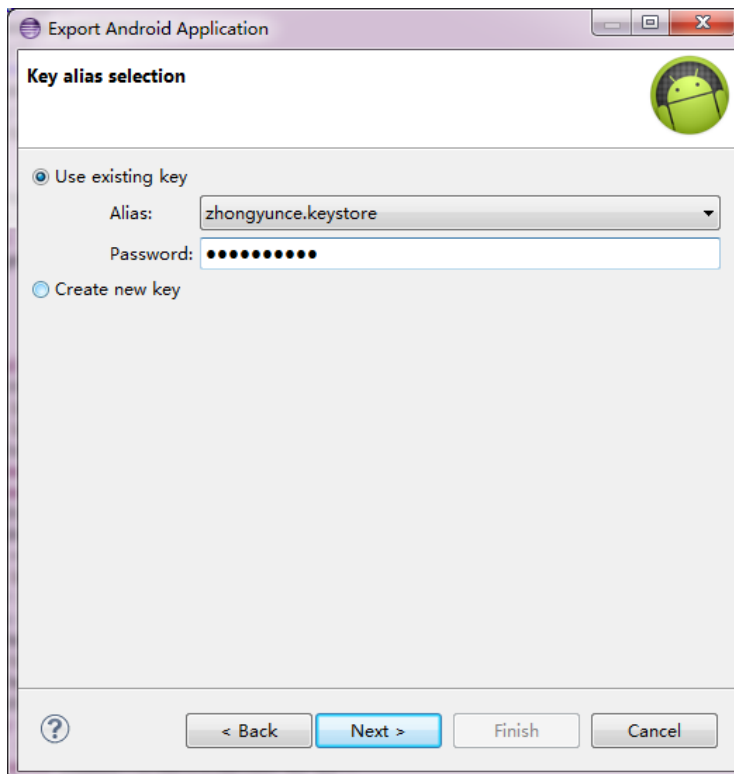 Export Android Application
Key alias selection
Use existing key
Alias: zhongyunce.keystore
Password: ●●●●●●●●●●
Create new key
? < Back Next > Finish Cancel